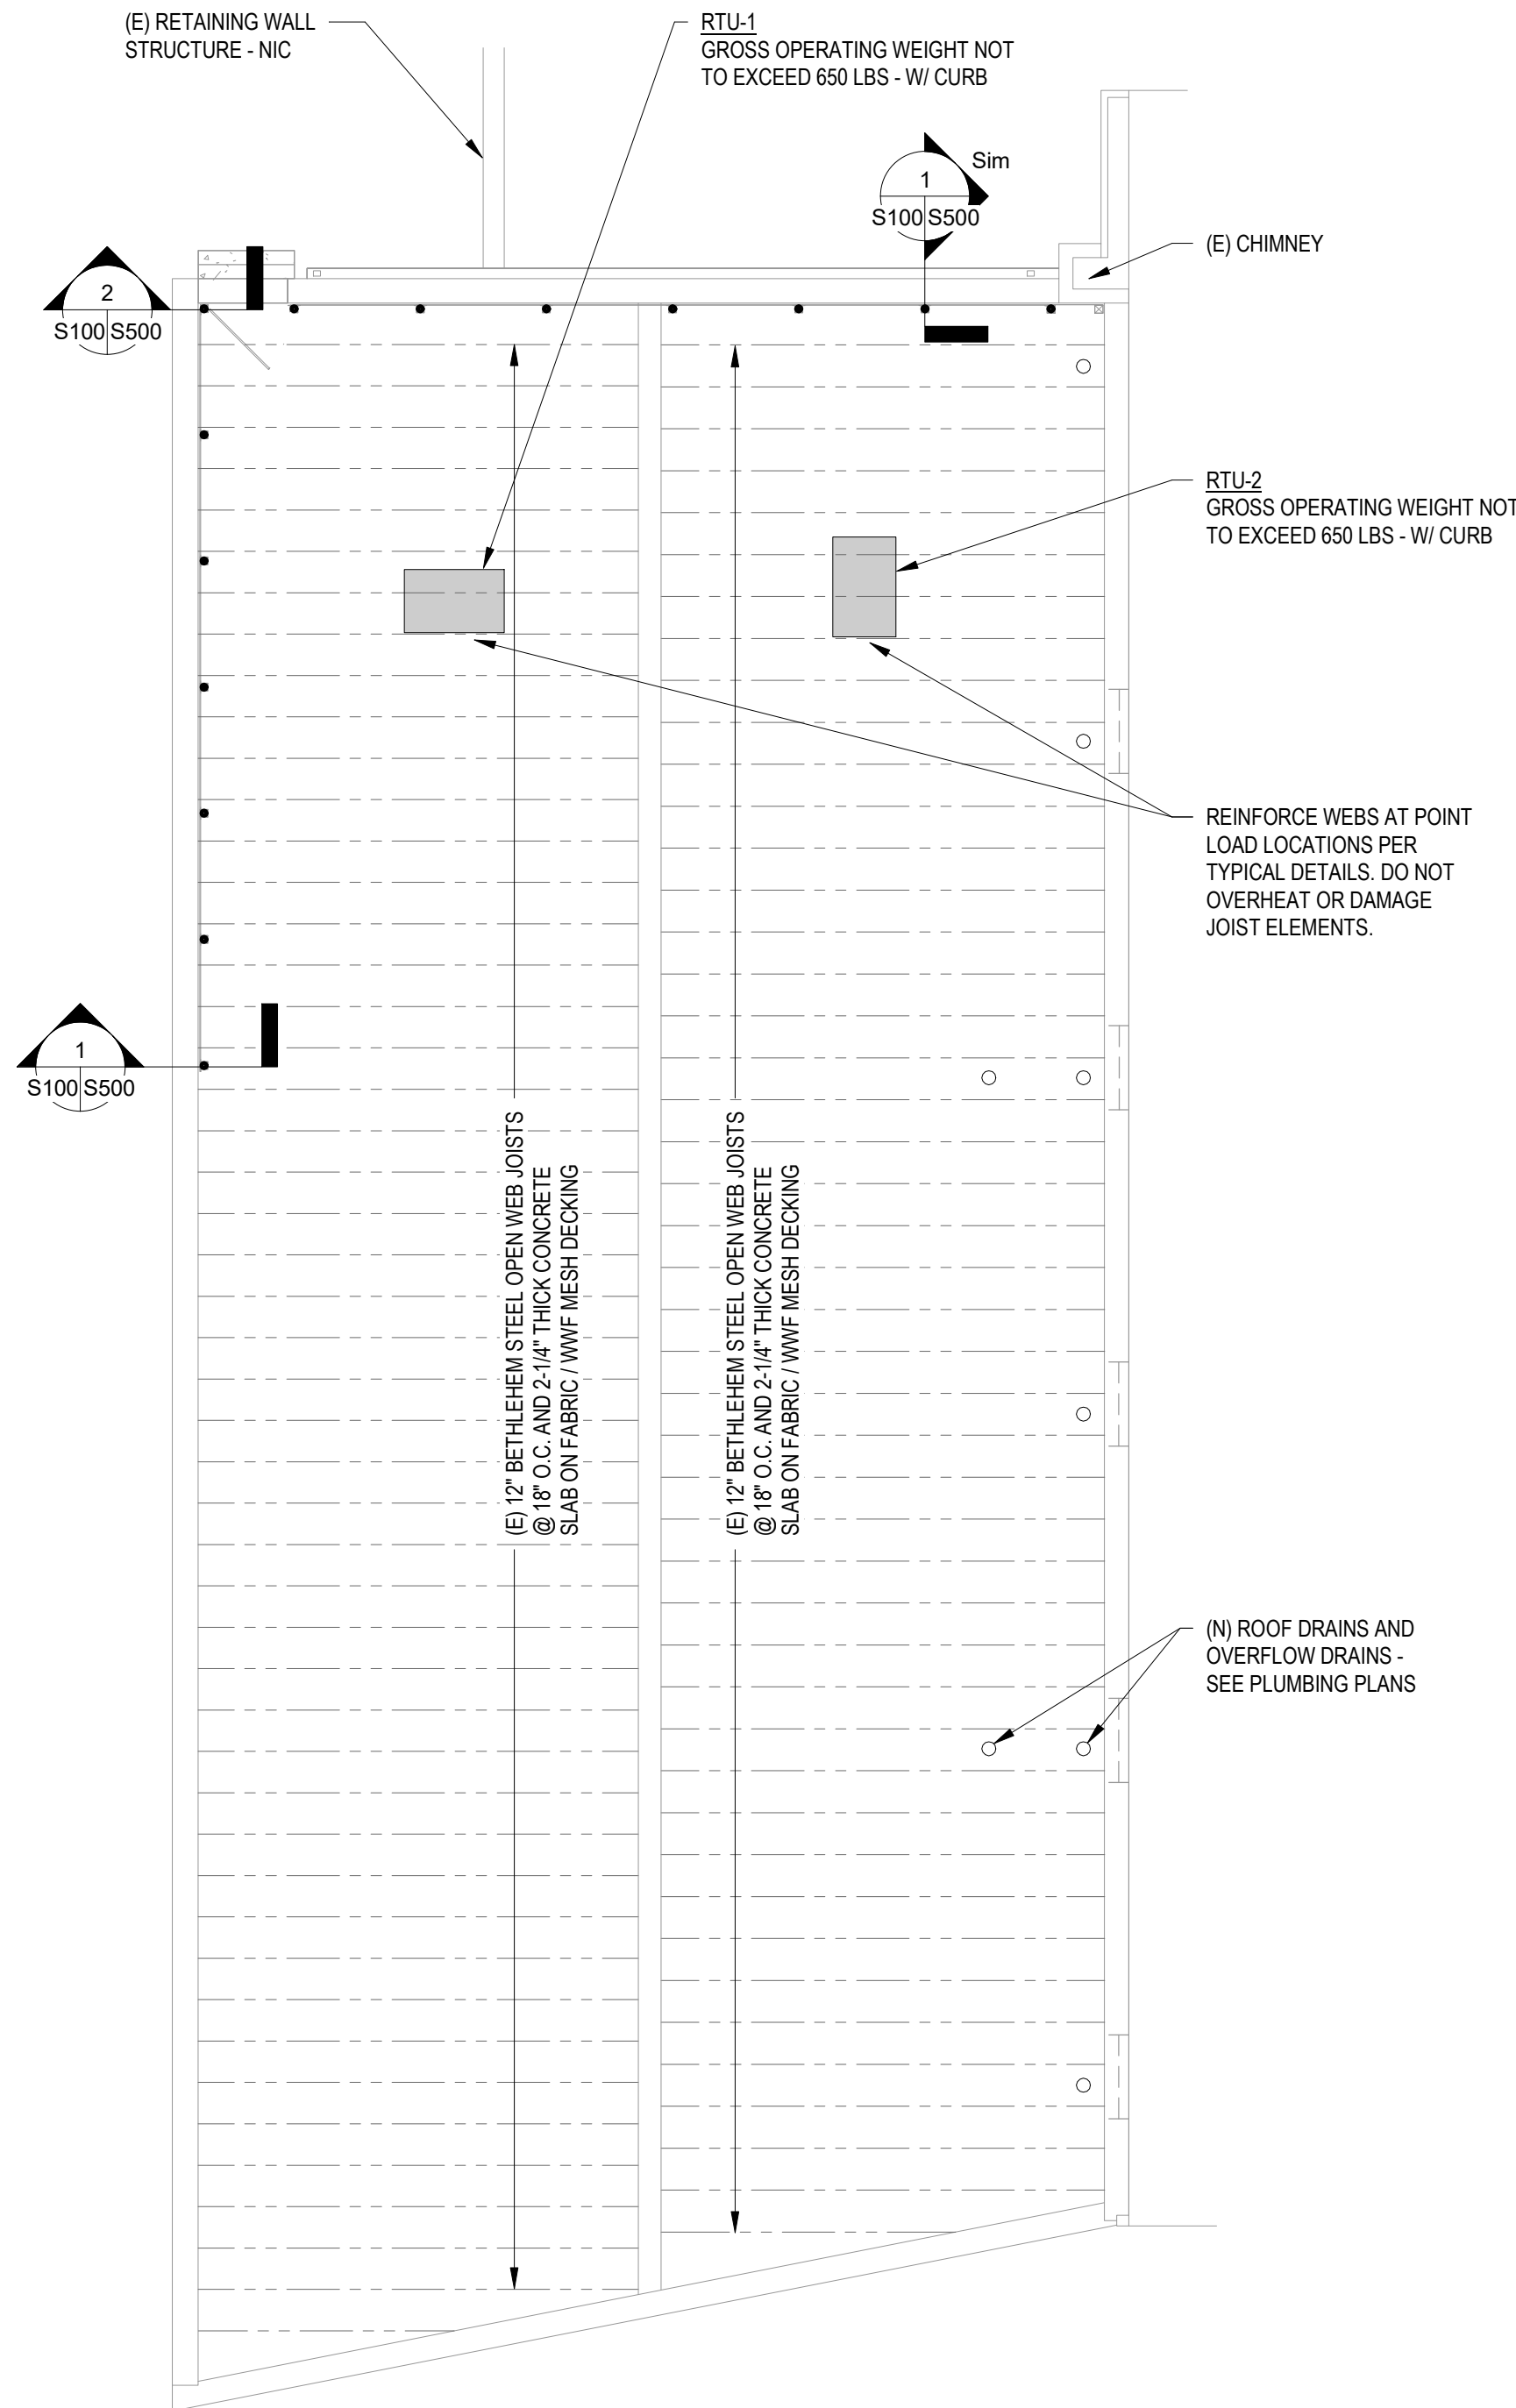 (E) RETAINING WALL
STRUCTURE - NIC
RTU-1
GROSS OPERATING WEIGHT NOT
TO EXCEED 650 LBS - W/ CURB
1
S100 S500
Sim
(E) CHIMNEY
2
S100 S500
RTU-2
GROSS OPERATING WEIGHT NOT
TO EXCEED 650 LBS - W/ CURB
REINFORCE WEBS AT POINT
LOAD LOCATIONS PER
TYPICAL DETAILS. DO NOT
OVERHEAT OR DAMAGE
JOIST ELEMENTS.
1
S100 S500
(E) 12" BETHLEHEM STEEL OPEN WEB JOISTS
@ 18" O.C. AND 2-1/4" THICK CONCRETE
SLAB ON FABRIC / WWF MESH DECKING
(E) 12" BETHLEHEM STEEL OPEN WEB JOISTS
@ 18" O.C. AND 2-1/4" THICK CONCRETE
SLAB ON FABRIC / WWF MESH DECKING
(N) ROOF DRAINS AND
OVERFLOW DRAINS -
SEE PLUMBING PLANS